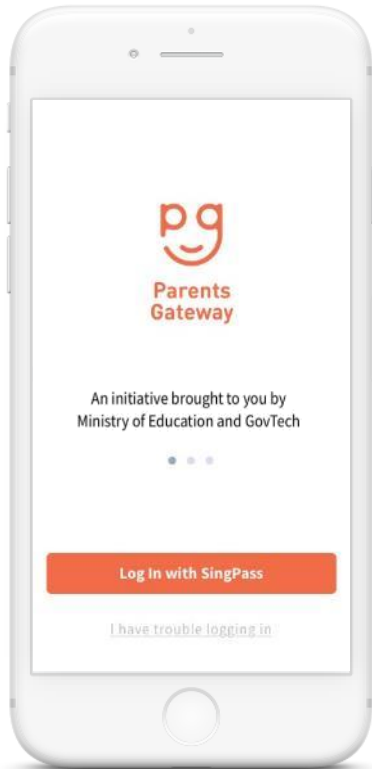 pg
Parents
Gateway
An initiative brought to you by
Ministry of Education and GovTech
Log In with SingPass
I have trouble logging in